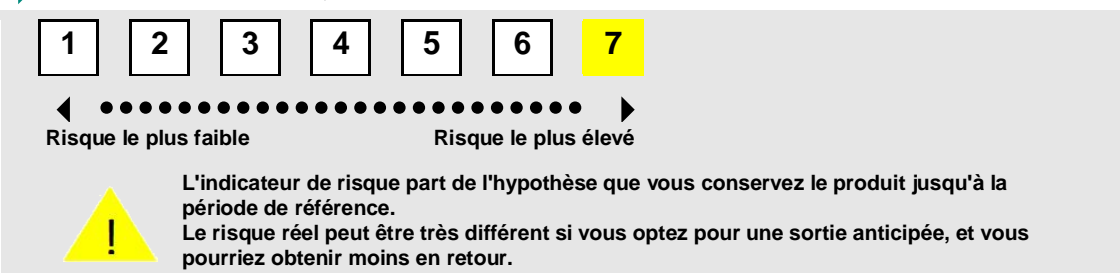 1 2 3 4 5 6 7
Risque le plus faible Risque le plus élevé
L'indicateur de risque part de l'hypothèse que vous conservez le produit jusqu'à la
période de référence.
!
Le risque réel peut être très différent si vous optez pour une sortie anticipée, et vous
pourriez obtenir moins en retour.